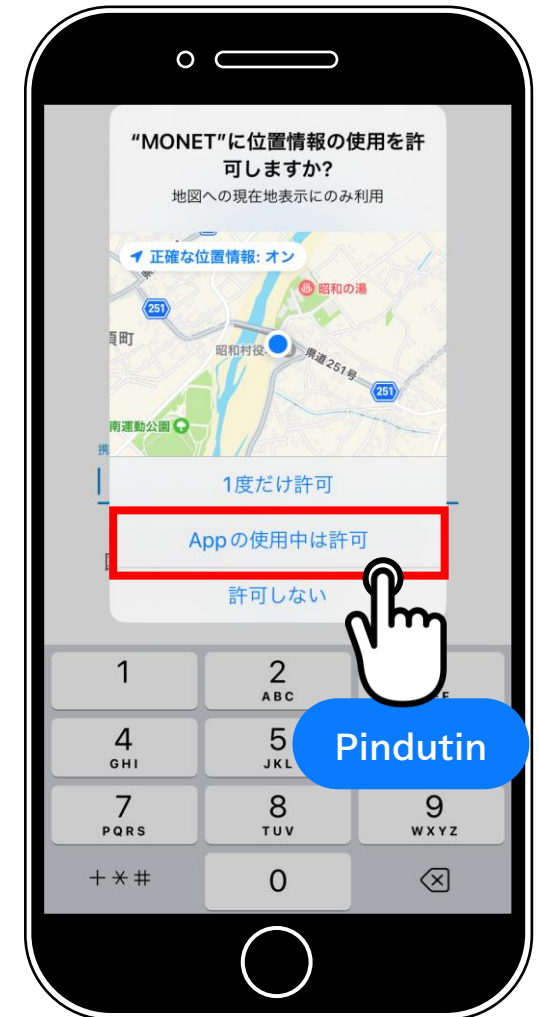 “MONET”に位置情報の使用を許
可しますか?
地図への現在地表示にのみ利用
正確な位置情報: オン
昭和の湯
251
須町
昭和村役
県道251号
251
南運動公園
携
1度だけ許可
Appの使用中は許可
許可しない
1
2
ABC
4
GHI
5
JKL
Pindutin
7
PQRS
8
TUV
9
WXYZ
+*#
0